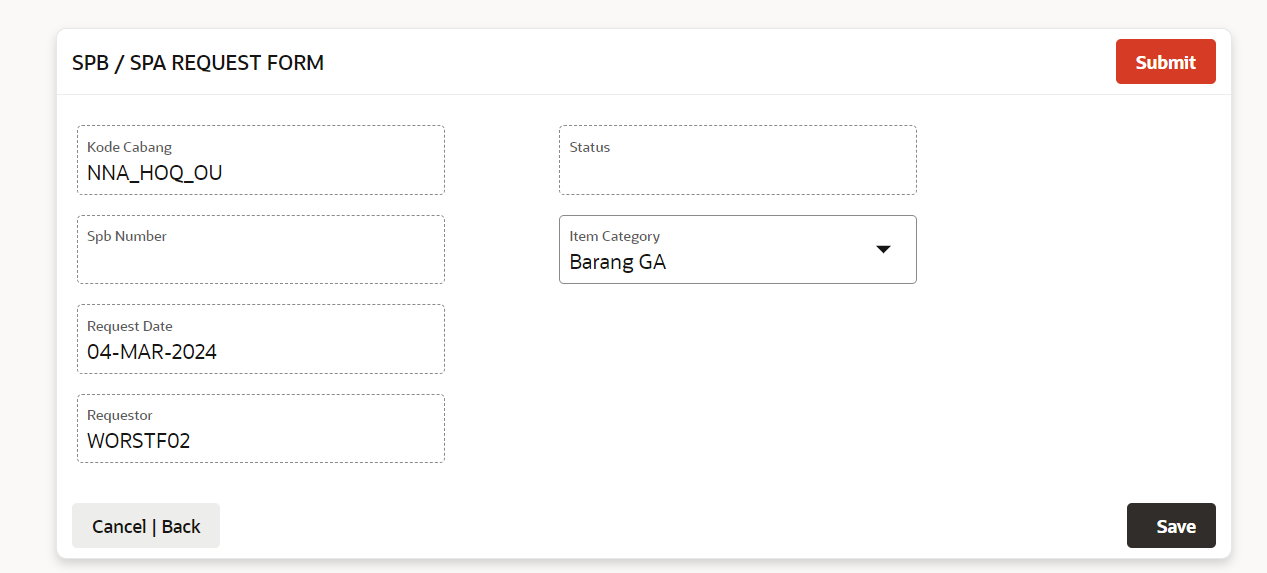 SPB / SPA REQUEST FORM
Submit
Kode Cabang
NNA_HOQ_OU
Status
Spb Number
Item Category
Barang GA
Request Date
04-MAR-2024
Requestor
WORSTF02
Cancel | Back
Save